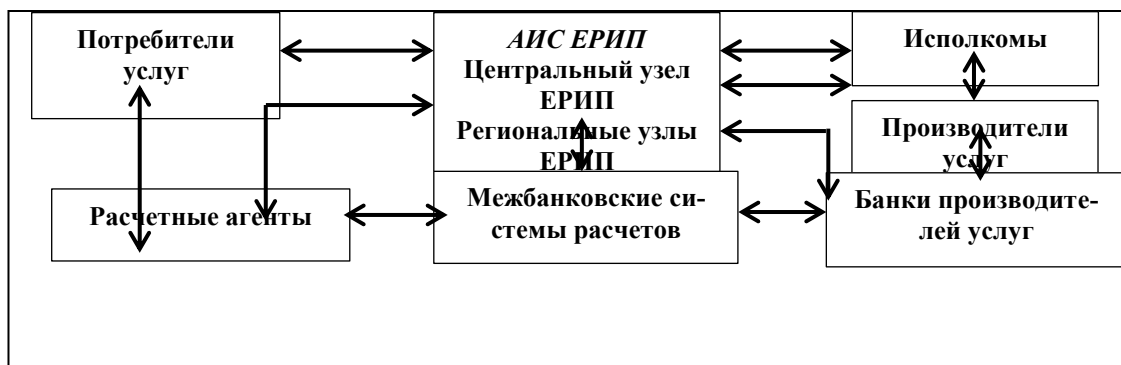 Потребители
услуг
АИС ЕРИП
Центральный узел
ЕРИП
Региональные узлы
ЕРИП
Исполкомы
Производители
услуг
Расчетные агенты
Межбанковские си-
стемы расчетов
Банки производите-
лей услуг